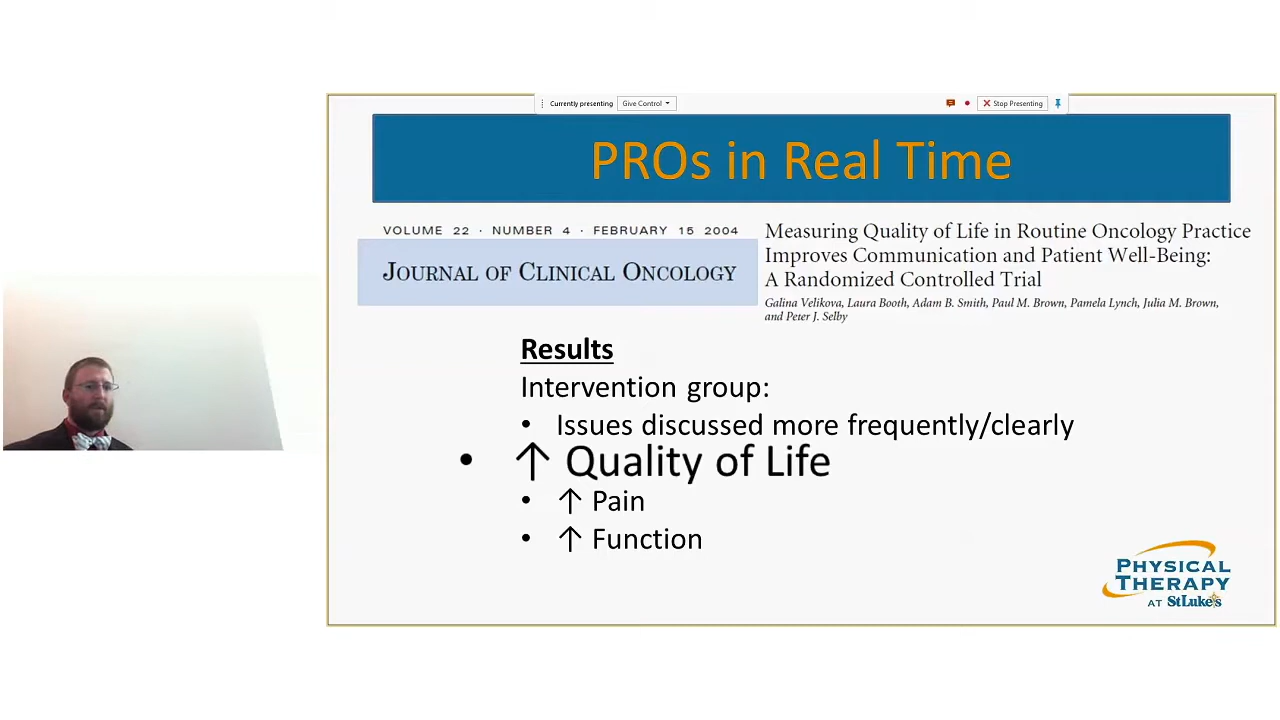 Currently presenting Give Control Stop Presenting
PROs in Real Time
VOLUME 22 · NUMBER 4 · FEBRUARY 15 2004
JOURNAL OF CLINICAL ONCOLOGY
Measuring Quality of Life in Routine Oncology Practice
Improves Communication and Patient Well-Being:
A Randomized Controlled Trial
Galina Velikova, Laura Booth, Adam B. Smith, Paul M. Brown, Pamela Lynch, Julia M. Brown,
and Peter J. Selby
Results
Intervention group:
• Issues discussed more frequently/clearly
• ↑ Quality of Life
• ↑ Pain
• ↑ Function
PHYSICAL
THERAPY
AT StLuke's